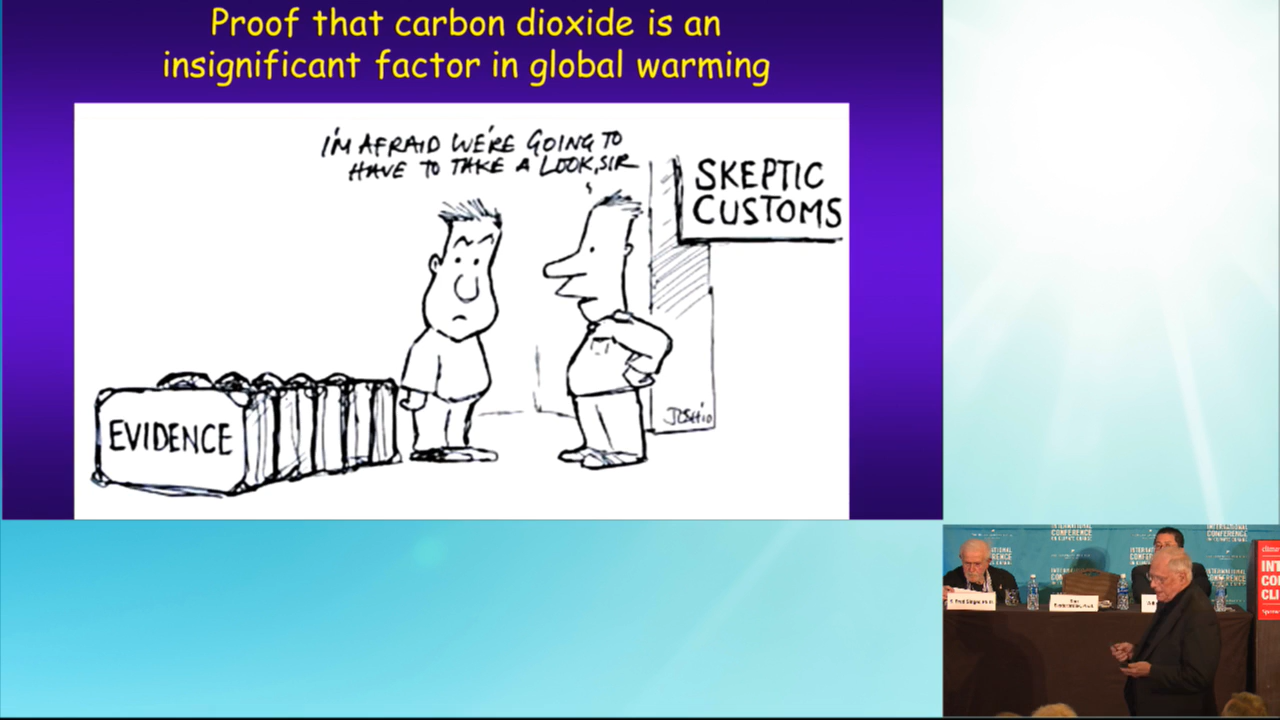 Proof that carbon dioxide is an
insignificant factor in global warming
I'M AFRAID WE'RE GOING TO
HAVE TO TAKE A LOOK, SIR
SKEPTIC
CUSTOMS
EVIDENCE
JOSH10
INTERNATIONAL
CONFERENCE